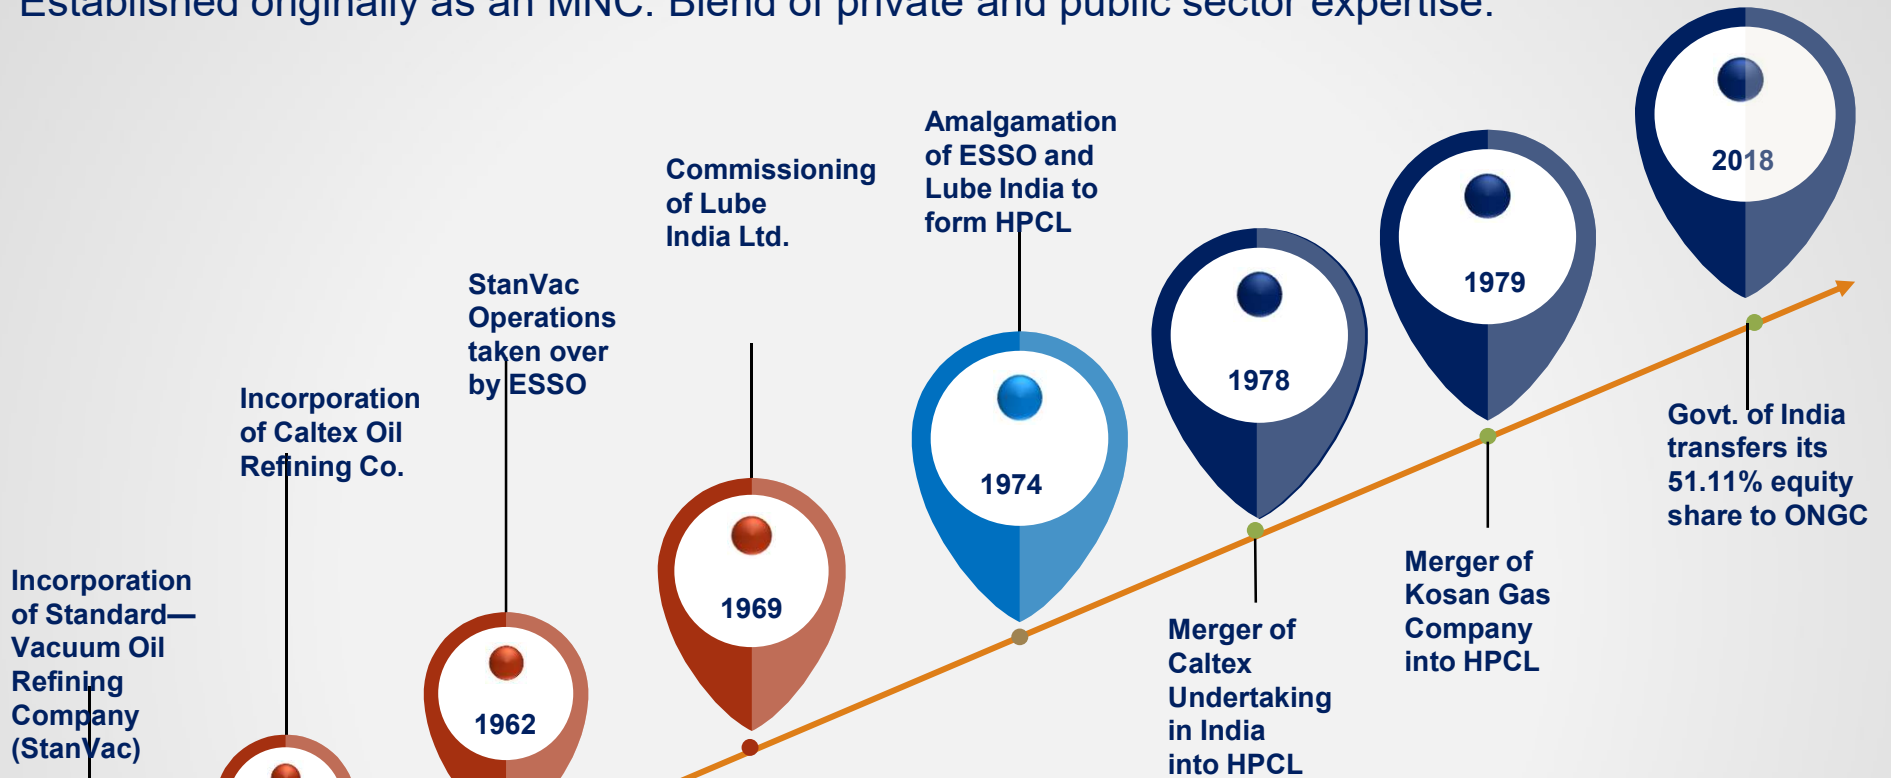 Established originally as an MNC. Blend of private and public sector expertise.
Incorporation
of Standard—
Vacuum Oil
Refining
Company
(StanVac)
Incorporation
of Caltex Oil
Refining Co.
StanVac
Operations
taken over
by ESSO
1962
Commissioning
of Lube
India Ltd.
1969
Amalgamation
of ESSO and
Lube India to
form HPCL
1974
1978
Merger of
Caltex
Undertaking
in India
into HPCL
1979
Merger of
Kosan Gas
Company
into HPCL
2018
Govt. of India
transfers its
51.11% equity
share to ONGC